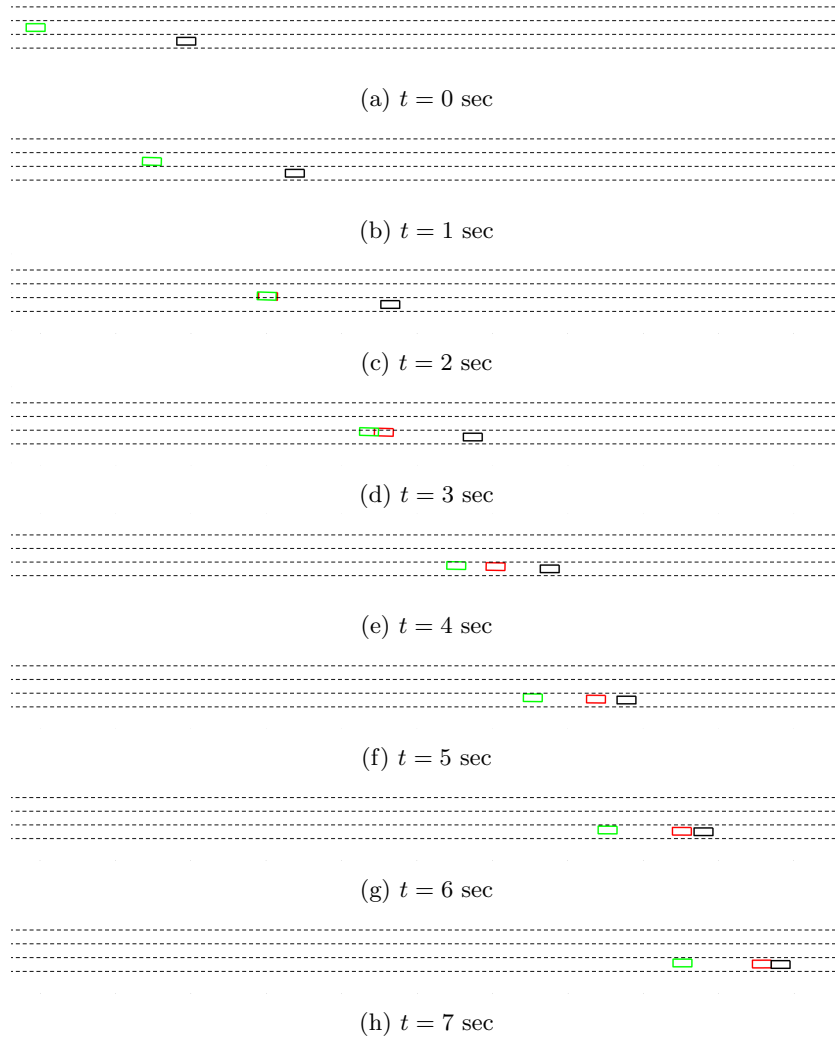 (a) t = 0 sec
(b) t = 1 sec
(c) t = 2 sec
(d) t = 3 sec
(e) t = 4 sec
(f) t = 5 sec
(g) t = 6 sec
(h) t = 7 sec